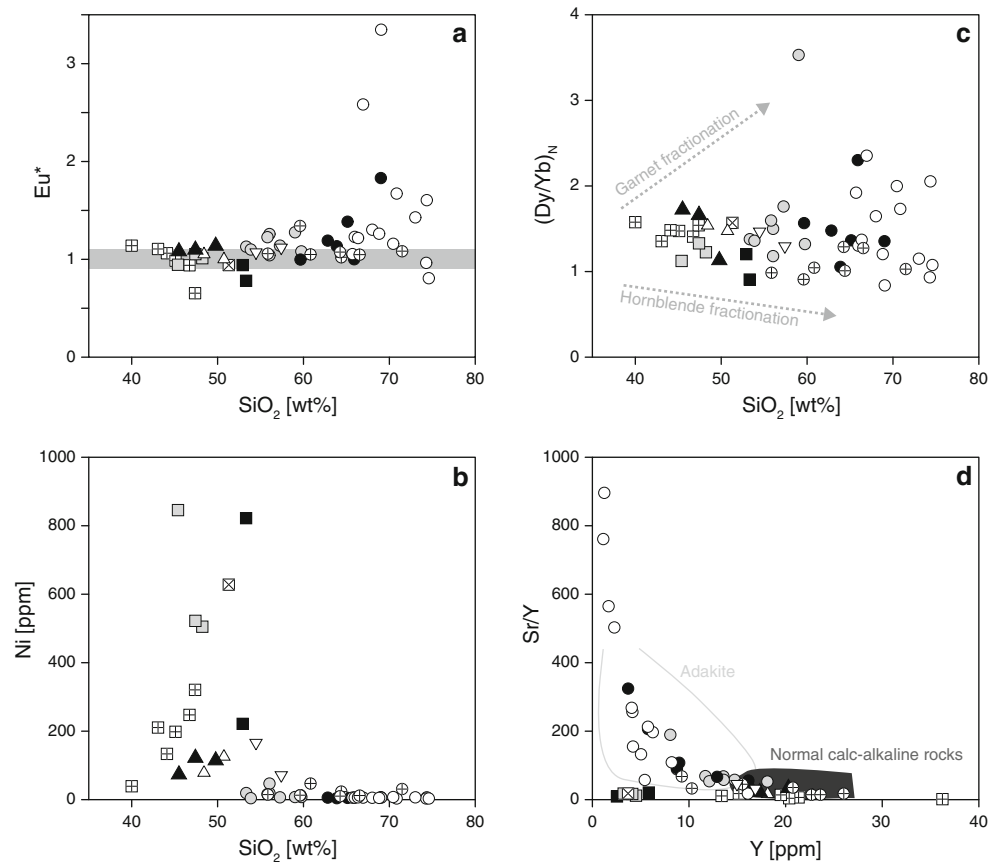 a
3
2
1
0
Eu*
40 50 60 70 80
SiO2 [wt%]
c
4
3
2
1
0
(Dy/Yb)N
Garnet fractionation
Hornblende fractionation
40 50 60 70 80
SiO2 [wt%]
b
1000
800
600
400
200
0
Ni [ppm]
40 50 60 70 80
SiO2 [wt%]
d
1000
800
600
400
200
0
Sr/Y
Adakite
Normal calc-alkaline rocks
0 10 20 30 40
Y [ppm]